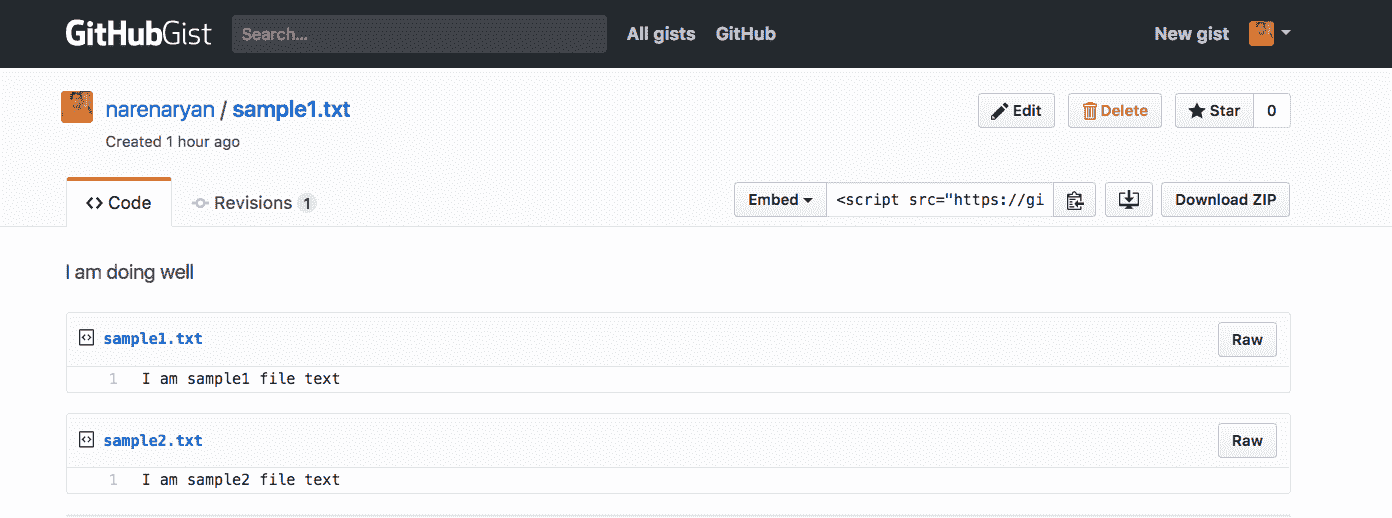 GitHubGist Search... All gists GitHub New gist
narenaryan / sample1.txt Edit Delete Star 0
Created 1 hour ago
Code Revisions 1 Embed <script src="https://gi Download ZIP
I am doing well
sample1.txt Raw
1 I am sample1 file text
sample2.txt Raw
1 I am sample2 file text